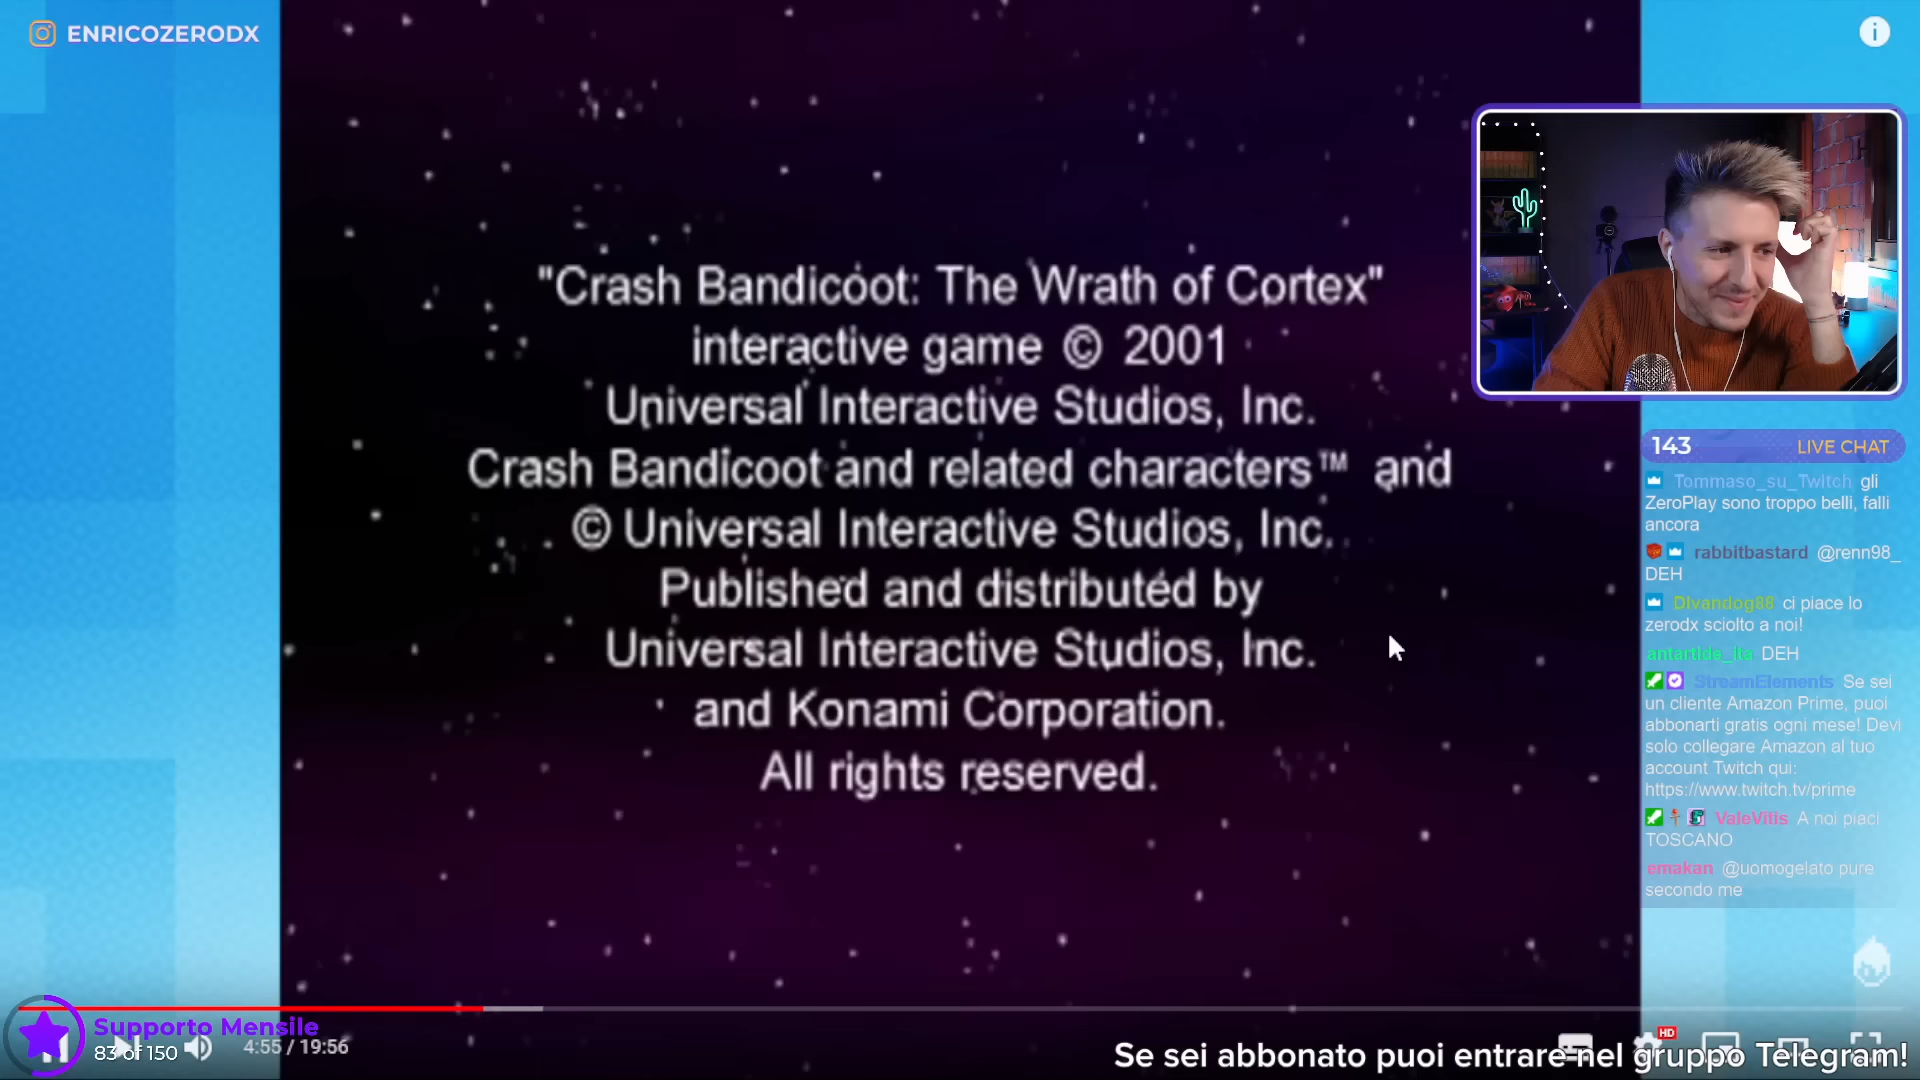 ENRICOZERODX
"Crash Bandicoot: The Wrath of Cortex"
interactive game © 2001
Universal Interactive Studios, Inc.
Crash Bandicoot and related characters™ and
© Universal Interactive Studios, Inc.
Published and distributed by
Universal Interactive Studios, Inc.
and Konami Corporation.
All rights reserved.
143 LIVE CHAT
Tommaso_su_Twitch gli
ZeroPlay sono troppo belli, falli
ancora
rabbitbastard @renn98_
DEH
DIvandog88 ci piace lo
zerodx sciolto a noi!
antartide_ita DEH
StreamElements Se sei
un cliente Amazon Prime, puoi
abbonarti gratis ogni mese! Devi
solo collegare Amazon al tuo
account Twitch qui:
https://www.twitch.tv/prime
ValeVitis A noi piaci
TOSCANO
emakan @uomogelato pure
secondo me
Supporto Mensile
83 of 150
4:55 / 19:56
HD
Se sei abbonato puoi entrare nel gruppo Telegram!